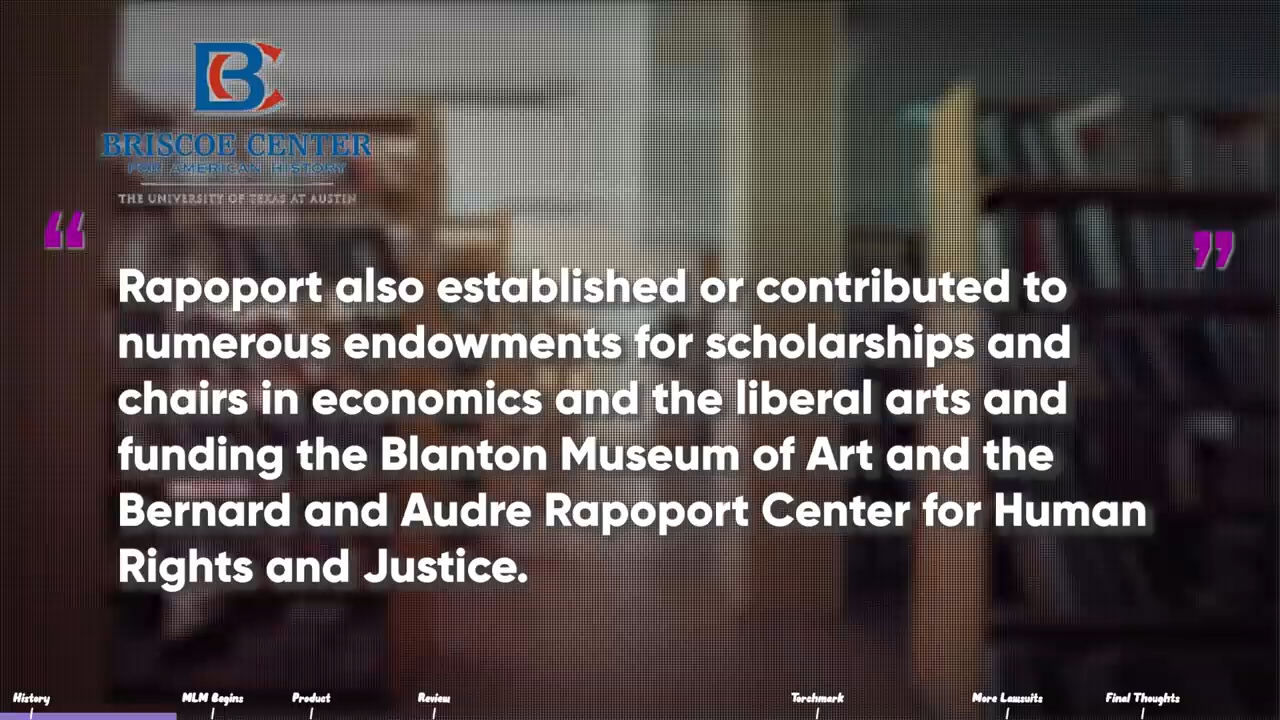 BC
BRISCOE CENTER
FOR AMERICAN HISTORY
THE UNIVERSITY OF TEXAS AT AUSTIN
“ ”
Rapoport also established or contributed to
numerous endowments for scholarships and
chairs in economics and the liberal arts and
funding the Blanton Museum of Art and the
Bernard and Audre Rapoport Center for Human
Rights and Justice.
History MLM Begins Product Review Torchmark More Lawsuits Final Thoughts